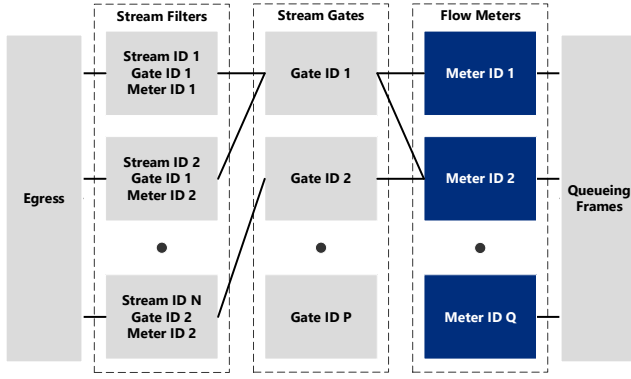 Stream Filters
Stream Gates
Flow Meters
Egress
Stream ID 1
Gate ID 1
Meter ID 1
Stream ID 2
Gate ID 1
Meter ID 2
Stream ID N
Gate ID 2
Meter ID 2
Gate ID 1
Gate ID 2
Gate ID P
Meter ID 1
Meter ID 2
Meter ID Q
Queueing
Frames